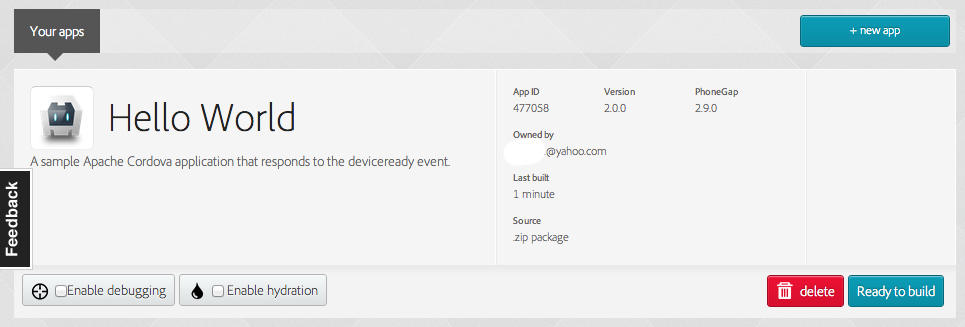 Your apps
+ new app
Hello World
A sample Apache Cordova application that responds to the deviceready event.
App ID Version PhoneGap
477058 2.0.0 2.9.0
Owned by
.@yahoo.com
Last built
1 minute
Source
.zip package
Feedback
Enable debugging Enable hydration delete Ready to build